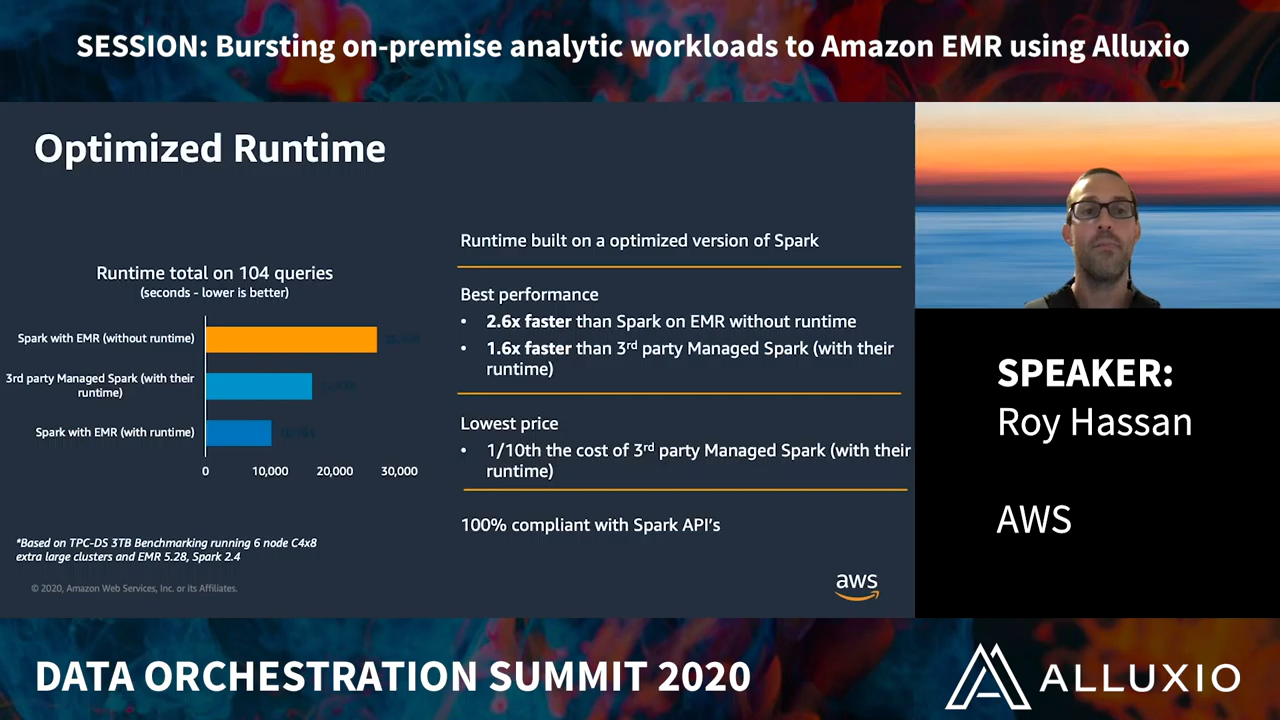 SESSION: Bursting on-premise analytic workloads to Amazon EMR using Alluxio
Optimized Runtime
Runtime total on 104 queries
(seconds - lower is better)
Spark with EMR (without runtime)
3rd party Managed Spark (with their
runtime)
Spark with EMR (with runtime)
0 10,000 20,000 30,000
*Based on TPC-DS 3TB Benchmarking running 6 node C4x8
extra large clusters and EMR 5.28, Spark 2.4
© 2020, Amazon Web Services, Inc. or its Affiliates.
Runtime built on a optimized version of Spark
Best performance
• 2.6x faster than Spark on EMR without runtime
• 1.6x faster than 3rd party Managed Spark (with their
runtime)
Lowest price
• 1/10th the cost of 3rd party Managed Spark (with their
runtime)
100% compliant with Spark API's
aws
SPEAKER:
Roy Hassan
AWS
DATA ORCHESTRATION SUMMIT 2020
ALLUXIO